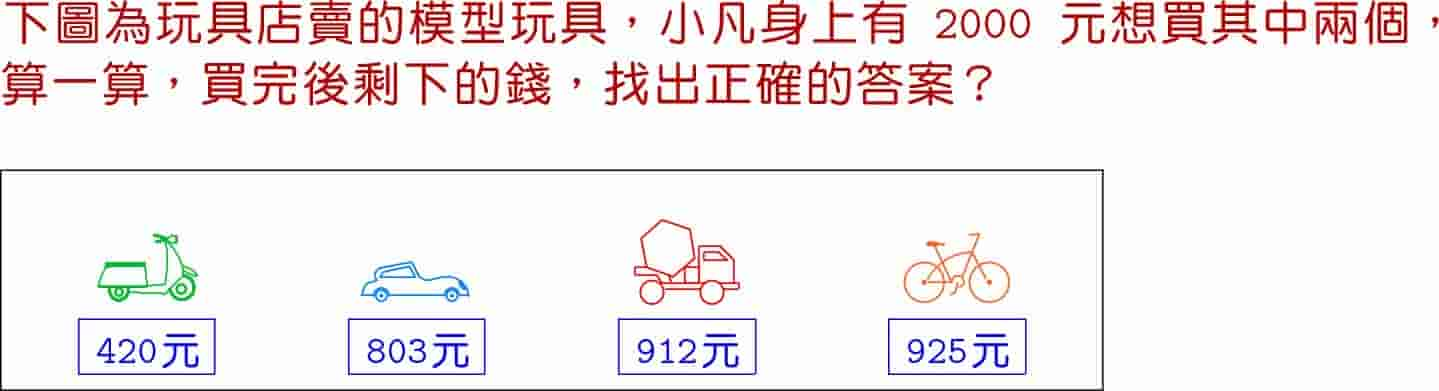 下圖為玩具店賣的模型玩具，小凡身上有 2000 元想買其中兩個，
算一算，買完後剩下的錢，找出正確的答案？
420元 803元 912元 925元